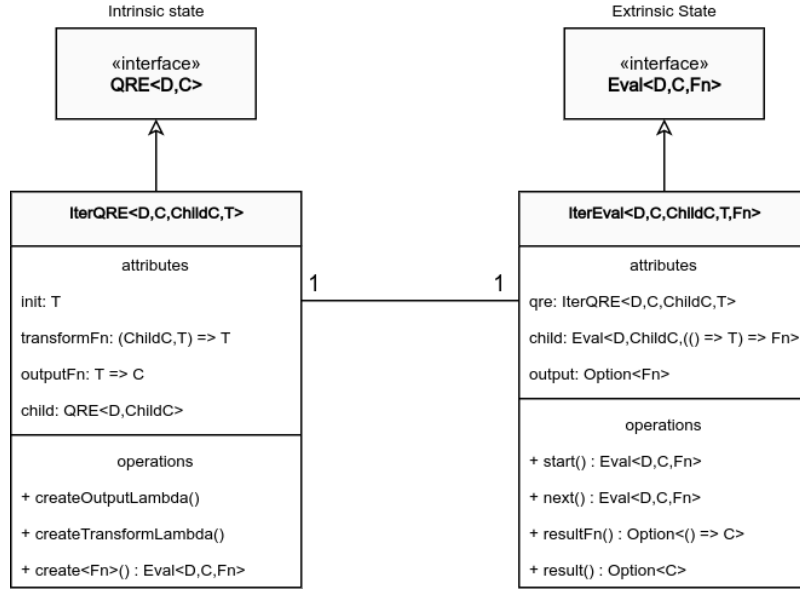 Intrinsic state
«interface»
QRE<D,C>
IterQRE<D,C,ChildC,T>
attributes
init: T
transformFn: (ChildC,T) => T
outputFn: T => C
child: QRE<D,ChildC>
operations
+ createOutputLambda()
+ createTransformLambda()
+ create<Fn>() : Eval<D,C,Fn>
1
1
Extrinsic State
«interface»
Eval<D,C,Fn>
IterEval<D,C,ChildC,T,Fn>
attributes
qre: IterQRE<D,C,ChildC,T>
child: Eval<D,ChildC,(() => T) => Fn>
output: Option<Fn>
operations
+ start() : Eval<D,C,Fn>
+ next() : Eval<D,C,Fn>
+ resultFn() : Option<() => C>
+ result() : Option<C>